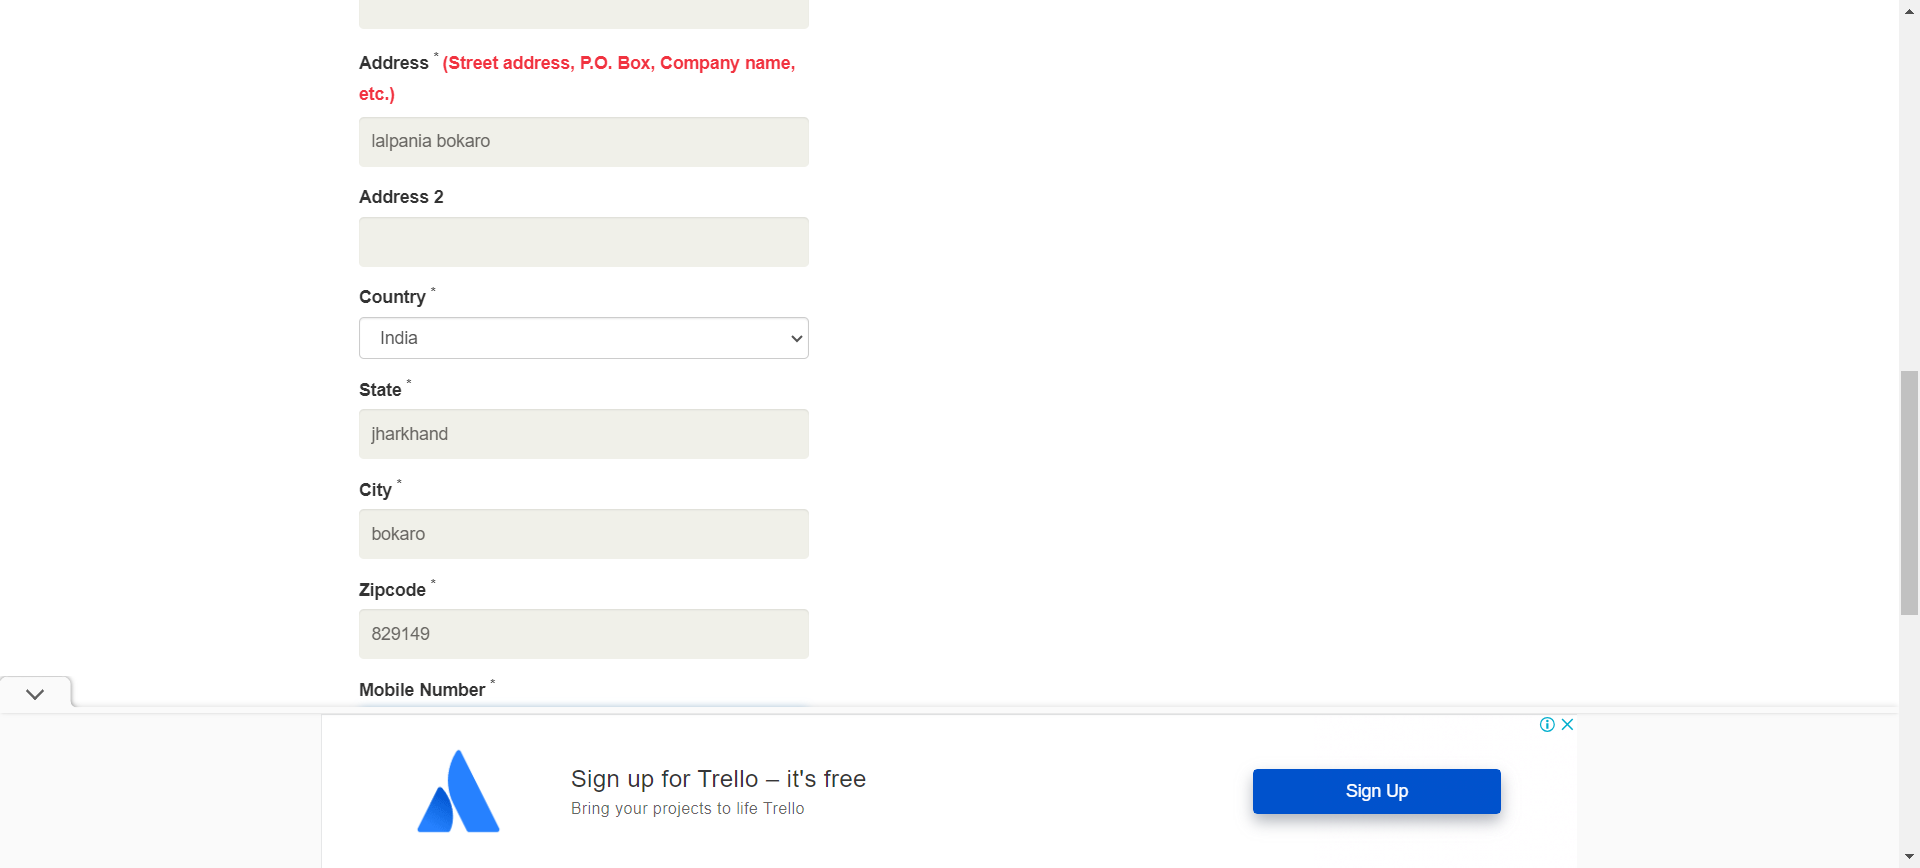 Address * (Street address, P.O. Box, Company name,
etc.)
lalpania bokaro
Address 2
Country *
India
State *
jharkhand
City *
bokaro
Zipcode *
829149
Mobile Number *
Sign up for Trello – it's free
Bring your projects to life Trello
Sign Up